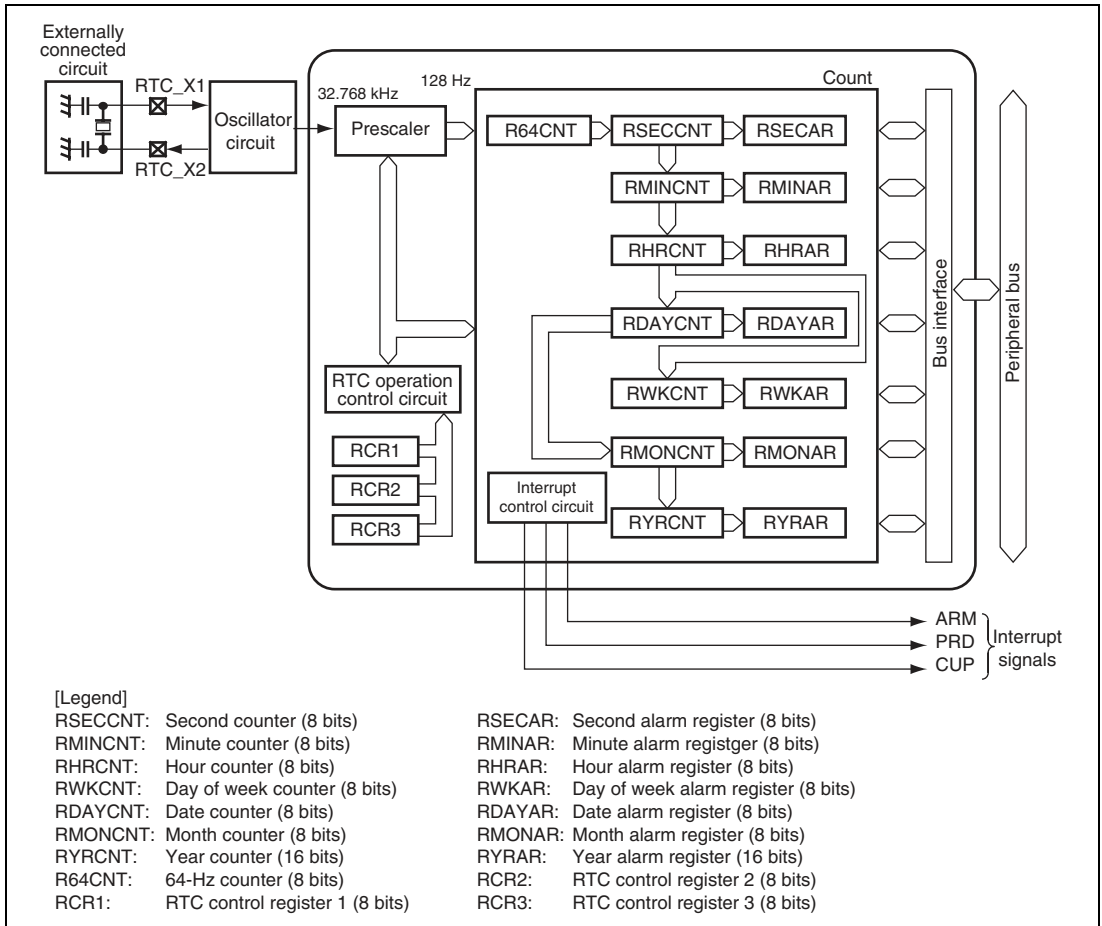 Externally
connected
circuit
RTC_X1
RTC_X2
Oscillator
circuit
32.768 kHz
128 Hz
Prescaler
Count
R64CNT
RSECCNT
RSECAR
RMINCNT
RMINAR
RHRCNT
RHRAR
RDAYCNT
RDAYAR
RWKCNT
RWKAR
RMONCNT
RMONAR
RYRCNT
RYRAR
RTC operation
control circuit
RCR1
RCR2
RCR3
Interrupt
control circuit
Bus interface
Peripheral bus
ARM
PRD
CUP
Interrupt
signals
[Legend]
RSECCNT: Second counter (8 bits)
RMINCNT: Minute counter (8 bits)
RHRCNT: Hour counter (8 bits)
RWKCNT: Day of week counter (8 bits)
RDAYCNT: Date counter (8 bits)
RMONCNT: Month counter (8 bits)
RYRCNT: Year counter (16 bits)
R64CNT: 64-Hz counter (8 bits)
RCR1: RTC control register 1 (8 bits)
RSECAR: Second alarm register (8 bits)
RMINAR: Minute alarm registger (8 bits)
RHRAR: Hour alarm register (8 bits)
RWKAR: Day of week alarm register (8 bits)
RDAYAR: Date alarm register (8 bits)
RMONAR: Month alarm register (8 bits)
RYRAR: Year alarm register (16 bits)
RCR2: RTC control register 2 (8 bits)
RCR3: RTC control register 3 (8 bits)